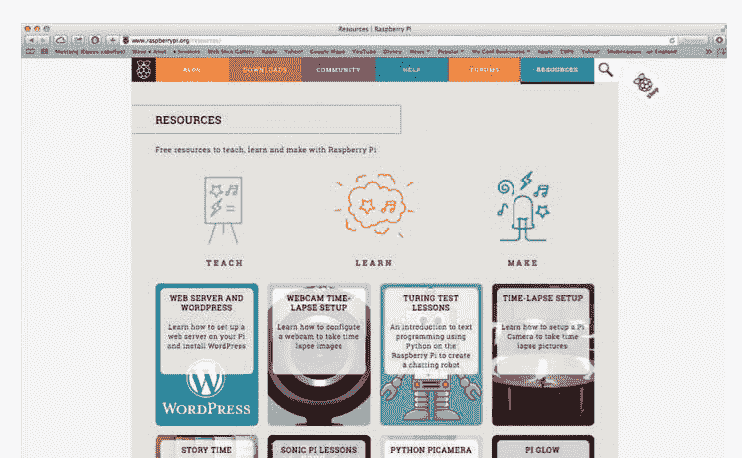 Resources | Raspberry Pi
www.raspberrypi.org/resources/
Apple Yahoo! Google Maps YouTube
BLOG DOWNLOADS COMMUNITY HELP FORUMS RESOURCES
RESOURCES
Free resources to teach, learn and make with Raspberry Pi
TEACH LEARN MAKE
WEB SERVER AND
WORDPRESS
Learn how to set up a
web server on your Pi
and install WordPress
WORDPRESS
WEBCAM TIME-
LAPSE SETUP
Learn how to configure
a webcam to take time
lapse images
TURING TEST
LESSONS
An introduction to text
programming using
Python on the
Raspberry Pi to create
a chatting robot
TIME-LAPSE SETUP
Learn how to setup a Pi
Camera to take time
lapse pictures
STORY TIME
SONIC PI LESSONS
PYTHON PICAMERA
PI GLOW